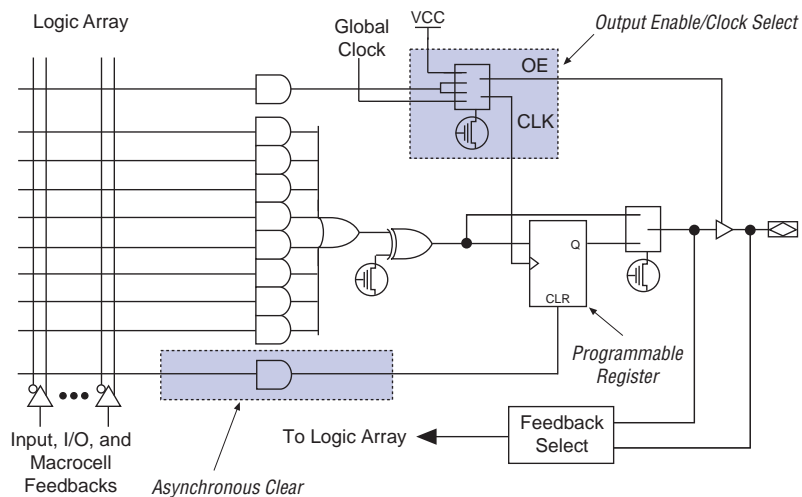 Logic Array
Global
Clock
VCC
Output Enable/Clock Select
OE
CLK
Q
CLR
Programmable
Register
Input, I/O, and
Macrocell
Feedbacks
Asynchronous Clear
To Logic Array
Feedback
Select